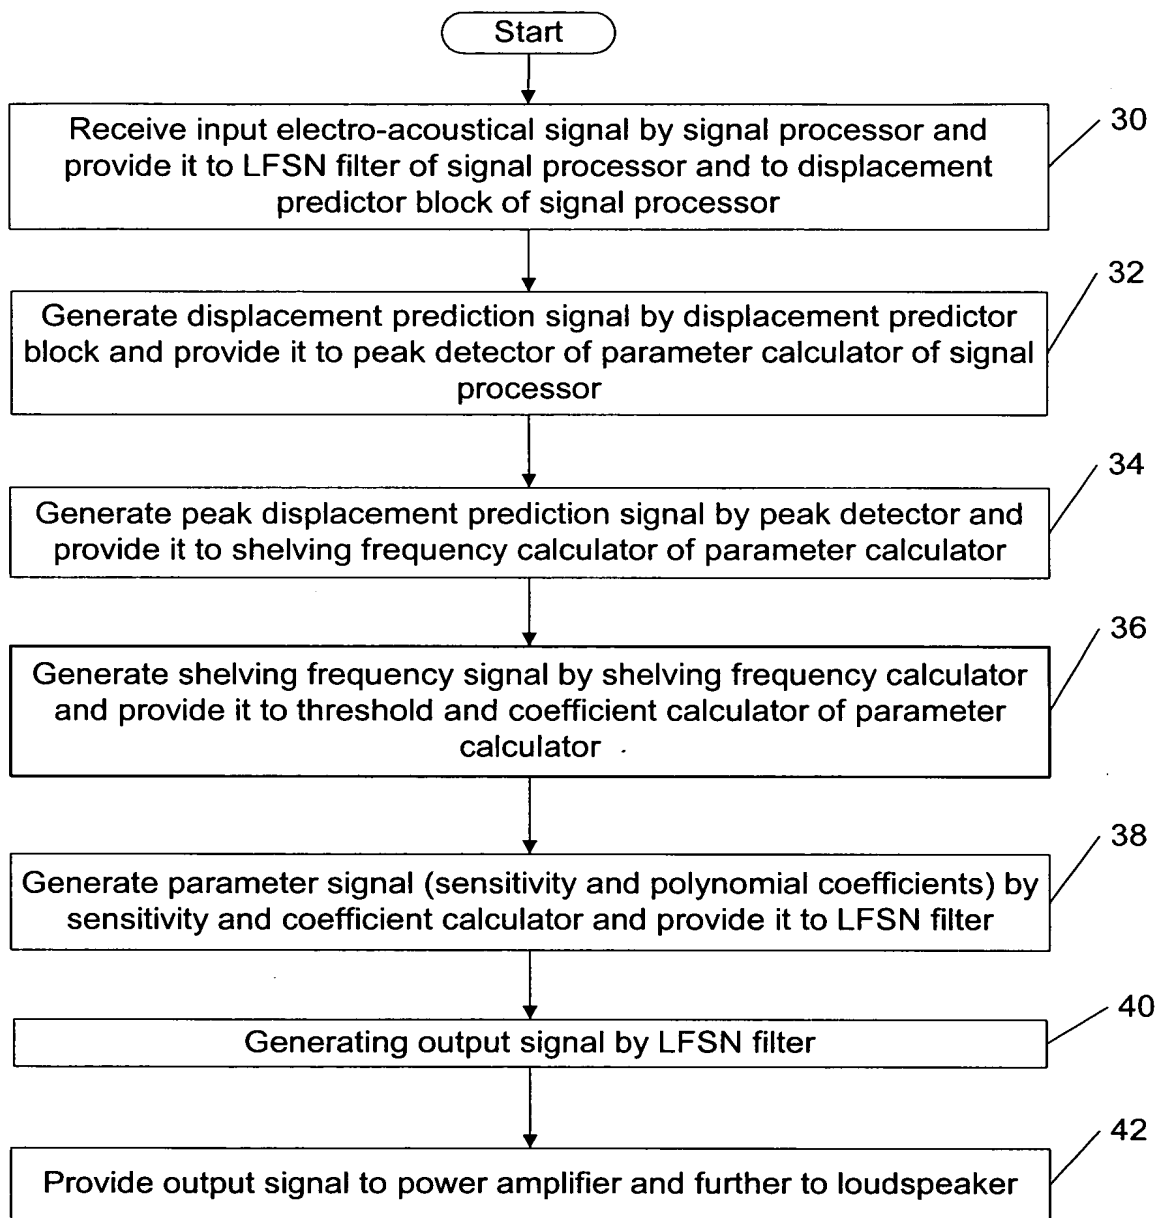 Start
Receive input electro-acoustical signal by signal processor and
provide it to LFSN filter of signal processor and to displacement
predictor block of signal processor
30
Generate displacement prediction signal by displacement predictor
block and provide it to peak detector of parameter calculator of signal
processor
32
Generate peak displacement prediction signal by peak detector and
provide it to shelving frequency calculator of parameter calculator
34
Generate shelving frequency signal by shelving frequency calculator
and provide it to threshold and coefficient calculator of parameter
calculator
36
Generate parameter signal (sensitivity and polynomial coefficients) by
sensitivity and coefficient calculator and provide it to LFSN filter
38
Generating output signal by LFSN filter
40
Provide output signal to power amplifier and further to loudspeaker
42